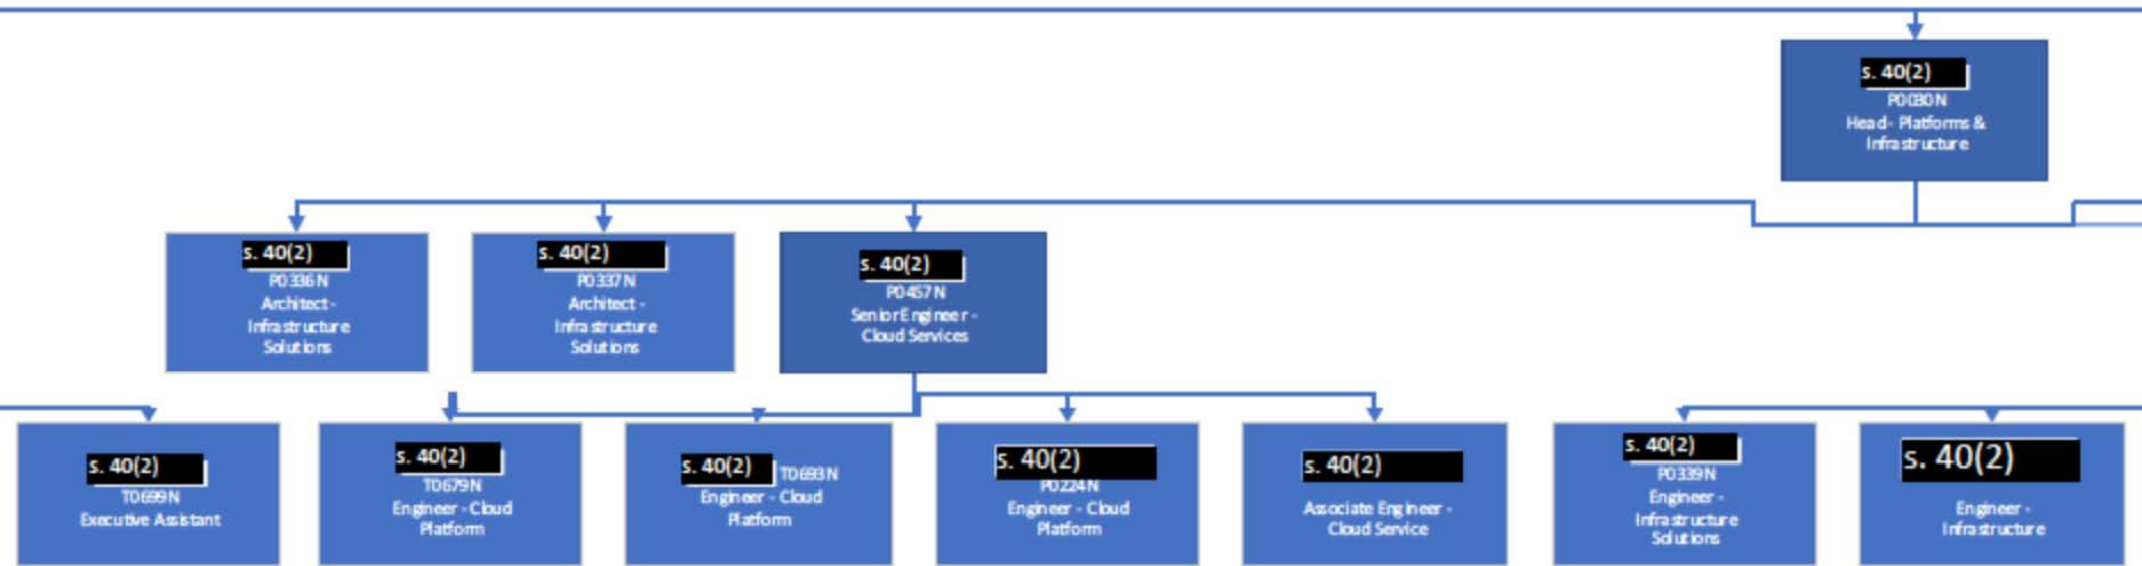 s. 40(2)
P0030N
Head - Platforms &
Infrastructure
s. 40(2)
P0336N
Architect -
Infrastructure
Solutions
s. 40(2)
P0337N
Architect -
Infrastructure
Solutions
s. 40(2)
P0457N
Senior Engineer -
Cloud Services
s. 40(2)
T0699N
Executive Assistant
s. 40(2)
T0679N
Engineer - Cloud
Platform
s. 40(2) T0693N
Engineer - Cloud
Platform
s. 40(2)
P0224N
Engineer - Cloud
Platform
s. 40(2)
Associate Engineer -
Cloud Service
s. 40(2)
P0339N
Engineer -
Infrastructure
Solutions
s. 40(2)
Engineer -
Infrastructure